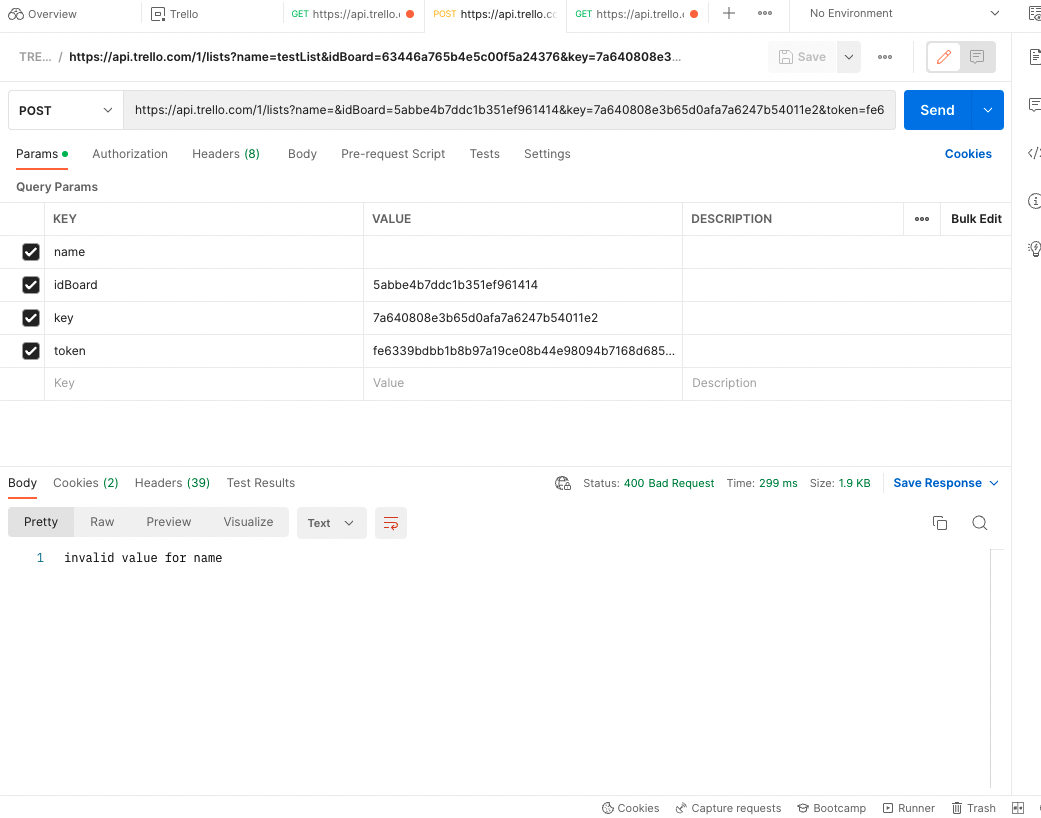 Overview
Trello
GET https://api.trello.c
POST https://api.trello.co
GET https://api.trello.c
No Environment
TRE... / https://api.trello.com/1/lists?name=testList&idBoard=63446a765b4e5c00f5a24376&key=7a640808e3...
Save
POST
https://api.trello.com/1/lists?name=&idBoard=5abbe4b7ddc1b351ef961414&key=7a640808e3b65d0afa7a6247b54011e2&token=fe6
Send
Params
Authorization
Headers (8)
Body
Pre-request Script
Tests
Settings
Cookies
Query Params
KEY
VALUE
DESCRIPTION
Bulk Edit
name
idBoard
5abbe4b7ddc1b351ef961414
key
7a640808e3b65d0afa7a6247b54011e2
token
fe6339bdbb1b8b97a19ce08b44e98094b7168d685...
Key
Value
Description
Body
Cookies (2)
Headers (39)
Test Results
Status: 400 Bad Request
Time: 299 ms
Size: 1.9 KB
Save Response
Pretty
Raw
Preview
Visualize
Text
1 invalid value for name
Cookies
Capture requests
Bootcamp
Runner
Trash